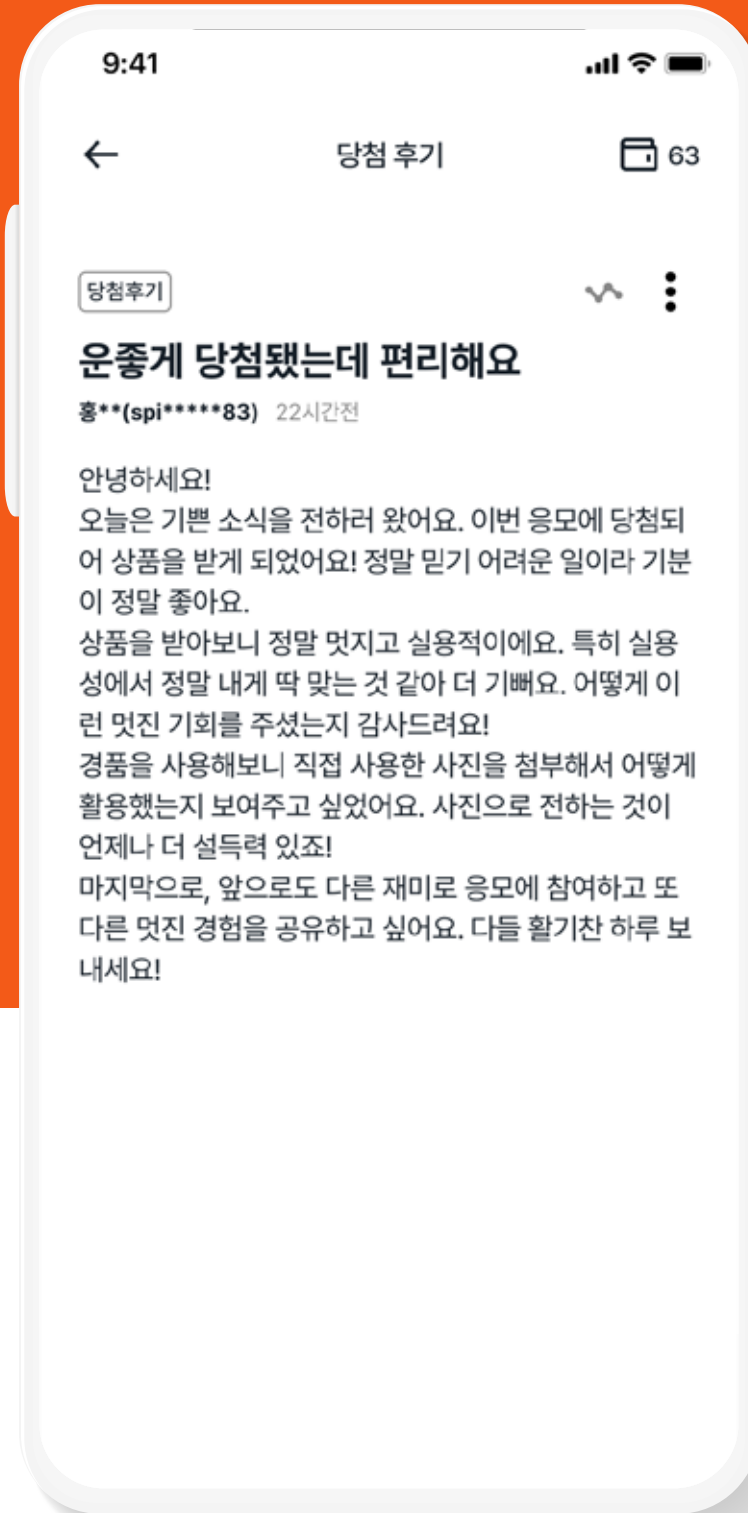 9:41
당첨 후기
63
당첨후기
운좋게 당첨됐는데 편리해요
홍**(spi*****83) 22시간전
안녕하세요!
오늘은 기쁜 소식을 전하러 왔어요. 이번 응모에 당첨되
어 상품을 받게 되었어요! 정말 믿기 어려운 일이라 기분
이 정말 좋아요.
상품을 받아보니 정말 멋지고 실용적이에요. 특히 실용
성에서 정말 내게 딱 맞는 것 같아 더 기뻐요. 어떻게 이
런 멋진 기회를 주셨는지 감사드려요!
경품을 사용해보니 직접 사용한 사진을 첨부해서 어떻게
활용했는지 보여주고 싶었어요. 사진으로 전하는 것이
언제나 더 설득력 있죠!
마지막으로, 앞으로도 다른 재미로 응모에 참여하고 또
다른 멋진 경험을 공유하고 싶어요. 다들 활기찬 하루 보
내세요!